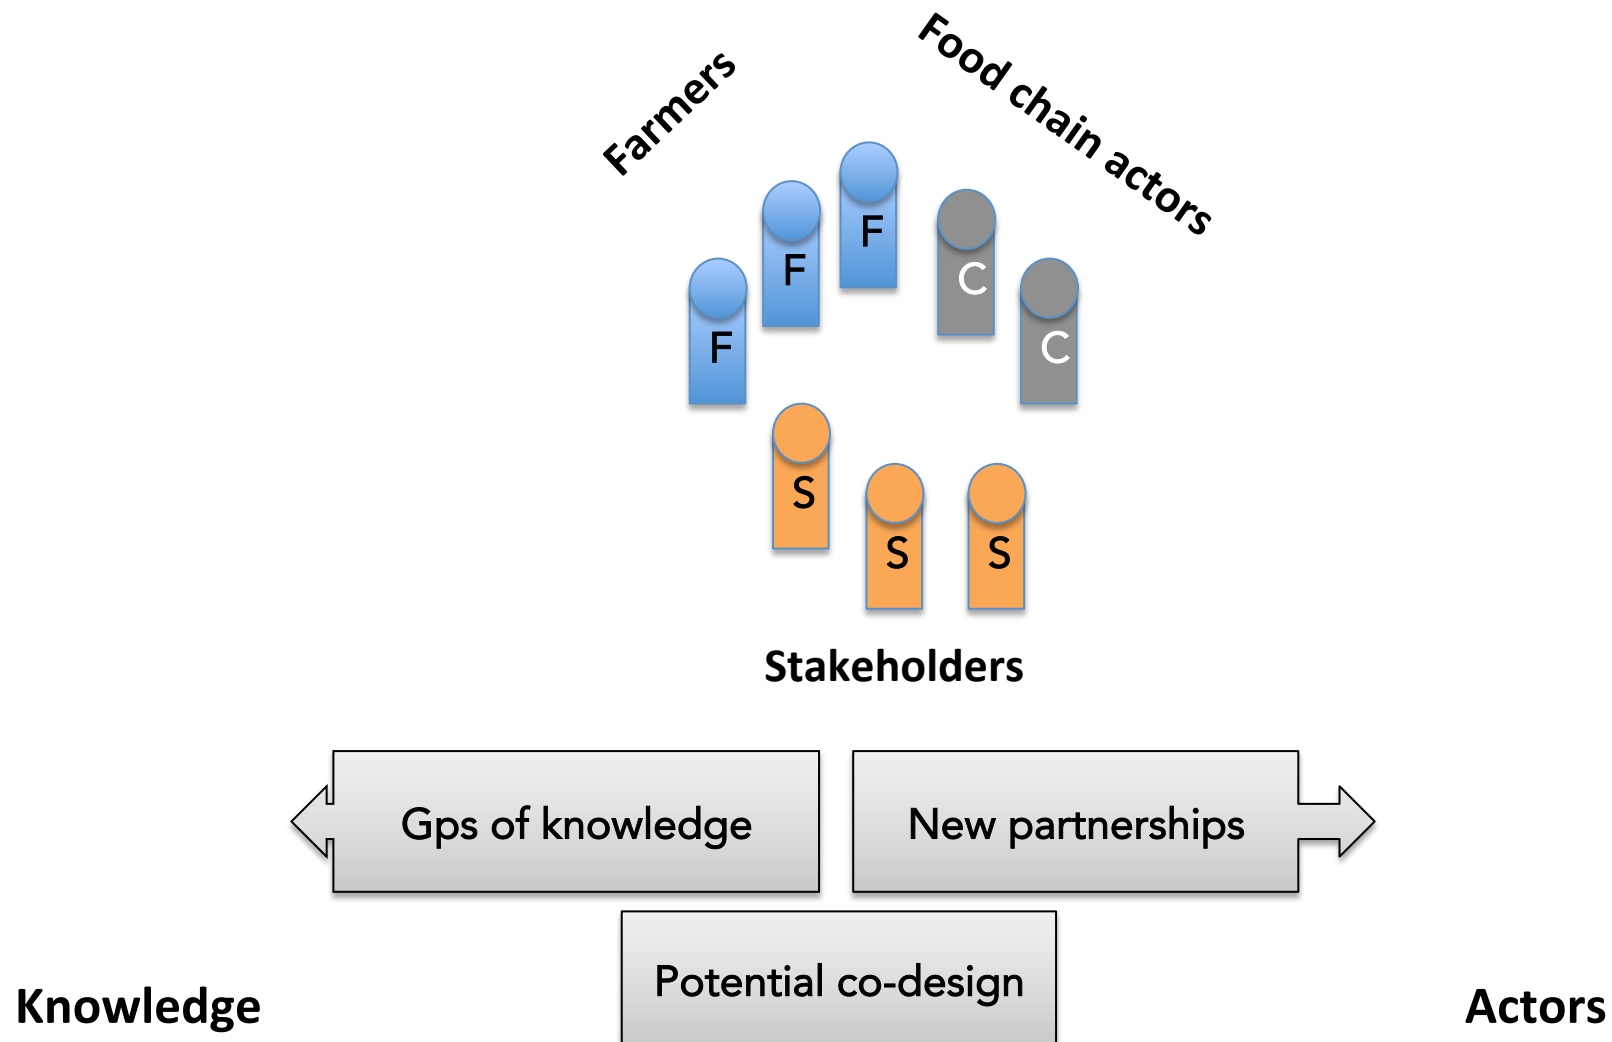 Farmers
Food chain actors
F
F
F
C
C
F
S
S
S
Stakeholders
Gps of knowledge
New partnerships
Potential co-design
Knowledge
Actors